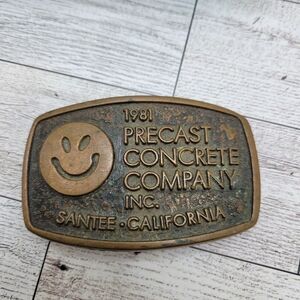 1981
PRECAST
CONCRETE
COMPANY
INC.
SANTEE • CALIFORNIA